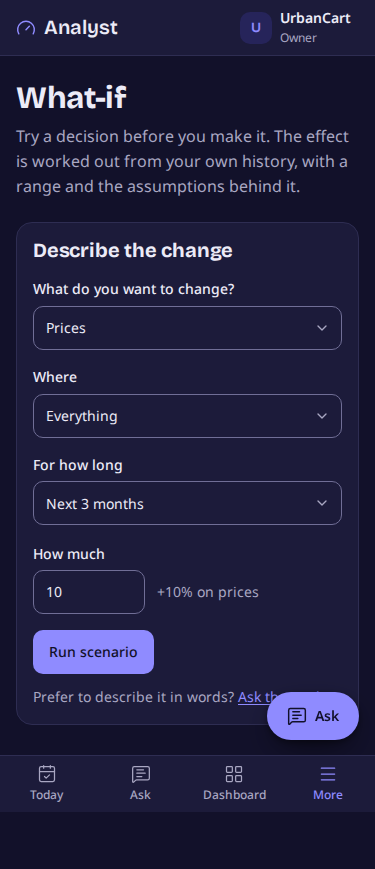 Analyst
U
UrbanCart
Owner
What-if
Try a decision before you make it. The effect
is worked out from your own history, with a
range and the assumptions behind it.
Describe the change
What do you want to change?
Prices
Where
Everything
For how long
Next 3 months
How much
10
+10% on prices
Run scenario
Prefer to describe it in words? Ask
Ask
Today
Ask
Dashboard
More